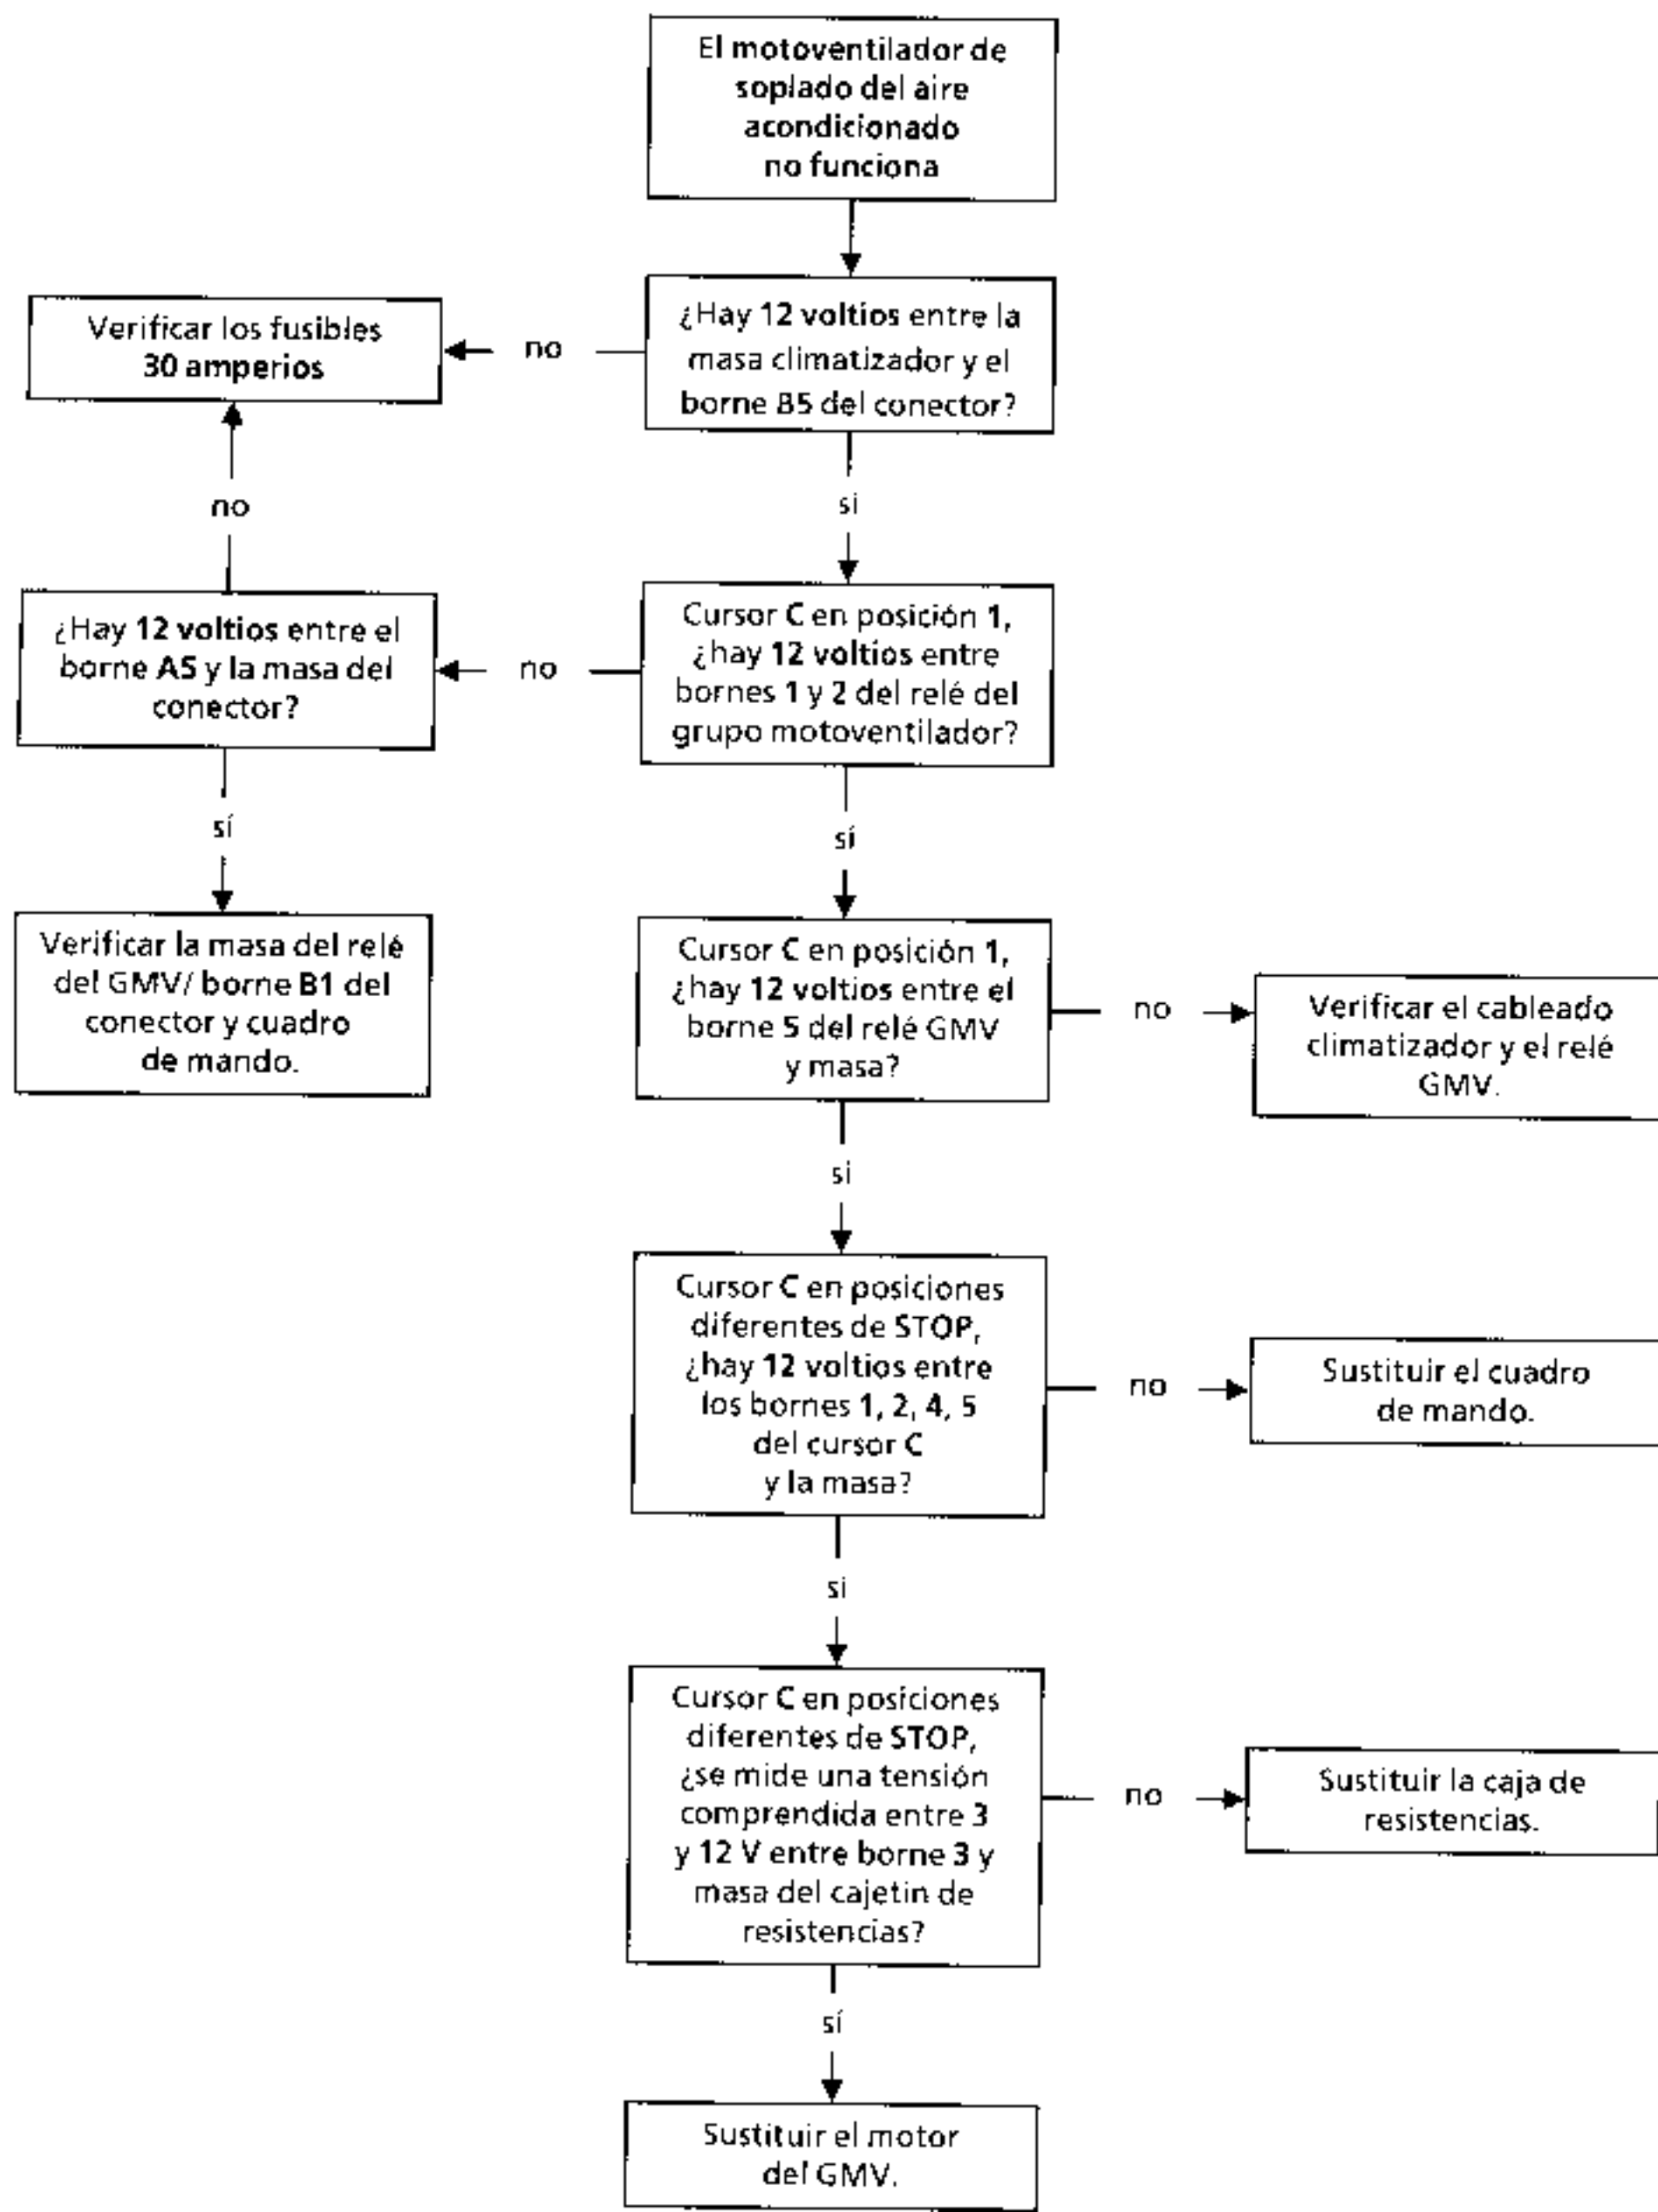 El motoventilador de
soplado del aire
acondicionado
no funciona
¿Hay 12 voltios entre la
masa climatizador y el
borne B5 del conector?
no
Verificar los fusibles
30 amperios
si
no
Cursor C en posición 1,
¿hay 12 voltios entre
bornes 1 y 2 del relé del
grupo motoventilador?
no
¿Hay 12 voltios entre el
borne A5 y la masa del
conector?
sí
sí
Verificar la masa del relé
del GMV/ borne B1 del
conector y cuadro
de mando.
Cursor C en posición 1,
¿hay 12 voltios entre el
borne 5 del relé GMV
y masa?
no
Verificar el cableado
climatizador y el relé
GMV.
si
Cursor C en posiciones
diferentes de STOP,
¿hay 12 voltios entre
los bornes 1, 2, 4, 5
del cursor C
y la masa?
no
Sustituir el cuadro
de mando.
si
Cursor C en posiciones
diferentes de STOP,
¿se mide una tensión
comprendida entre 3
y 12 V entre borne 3 y
masa del cajetin de
resistencias?
no
Sustituir la caja de
resistencias.
sí
Sustituir el motor
del GMV.